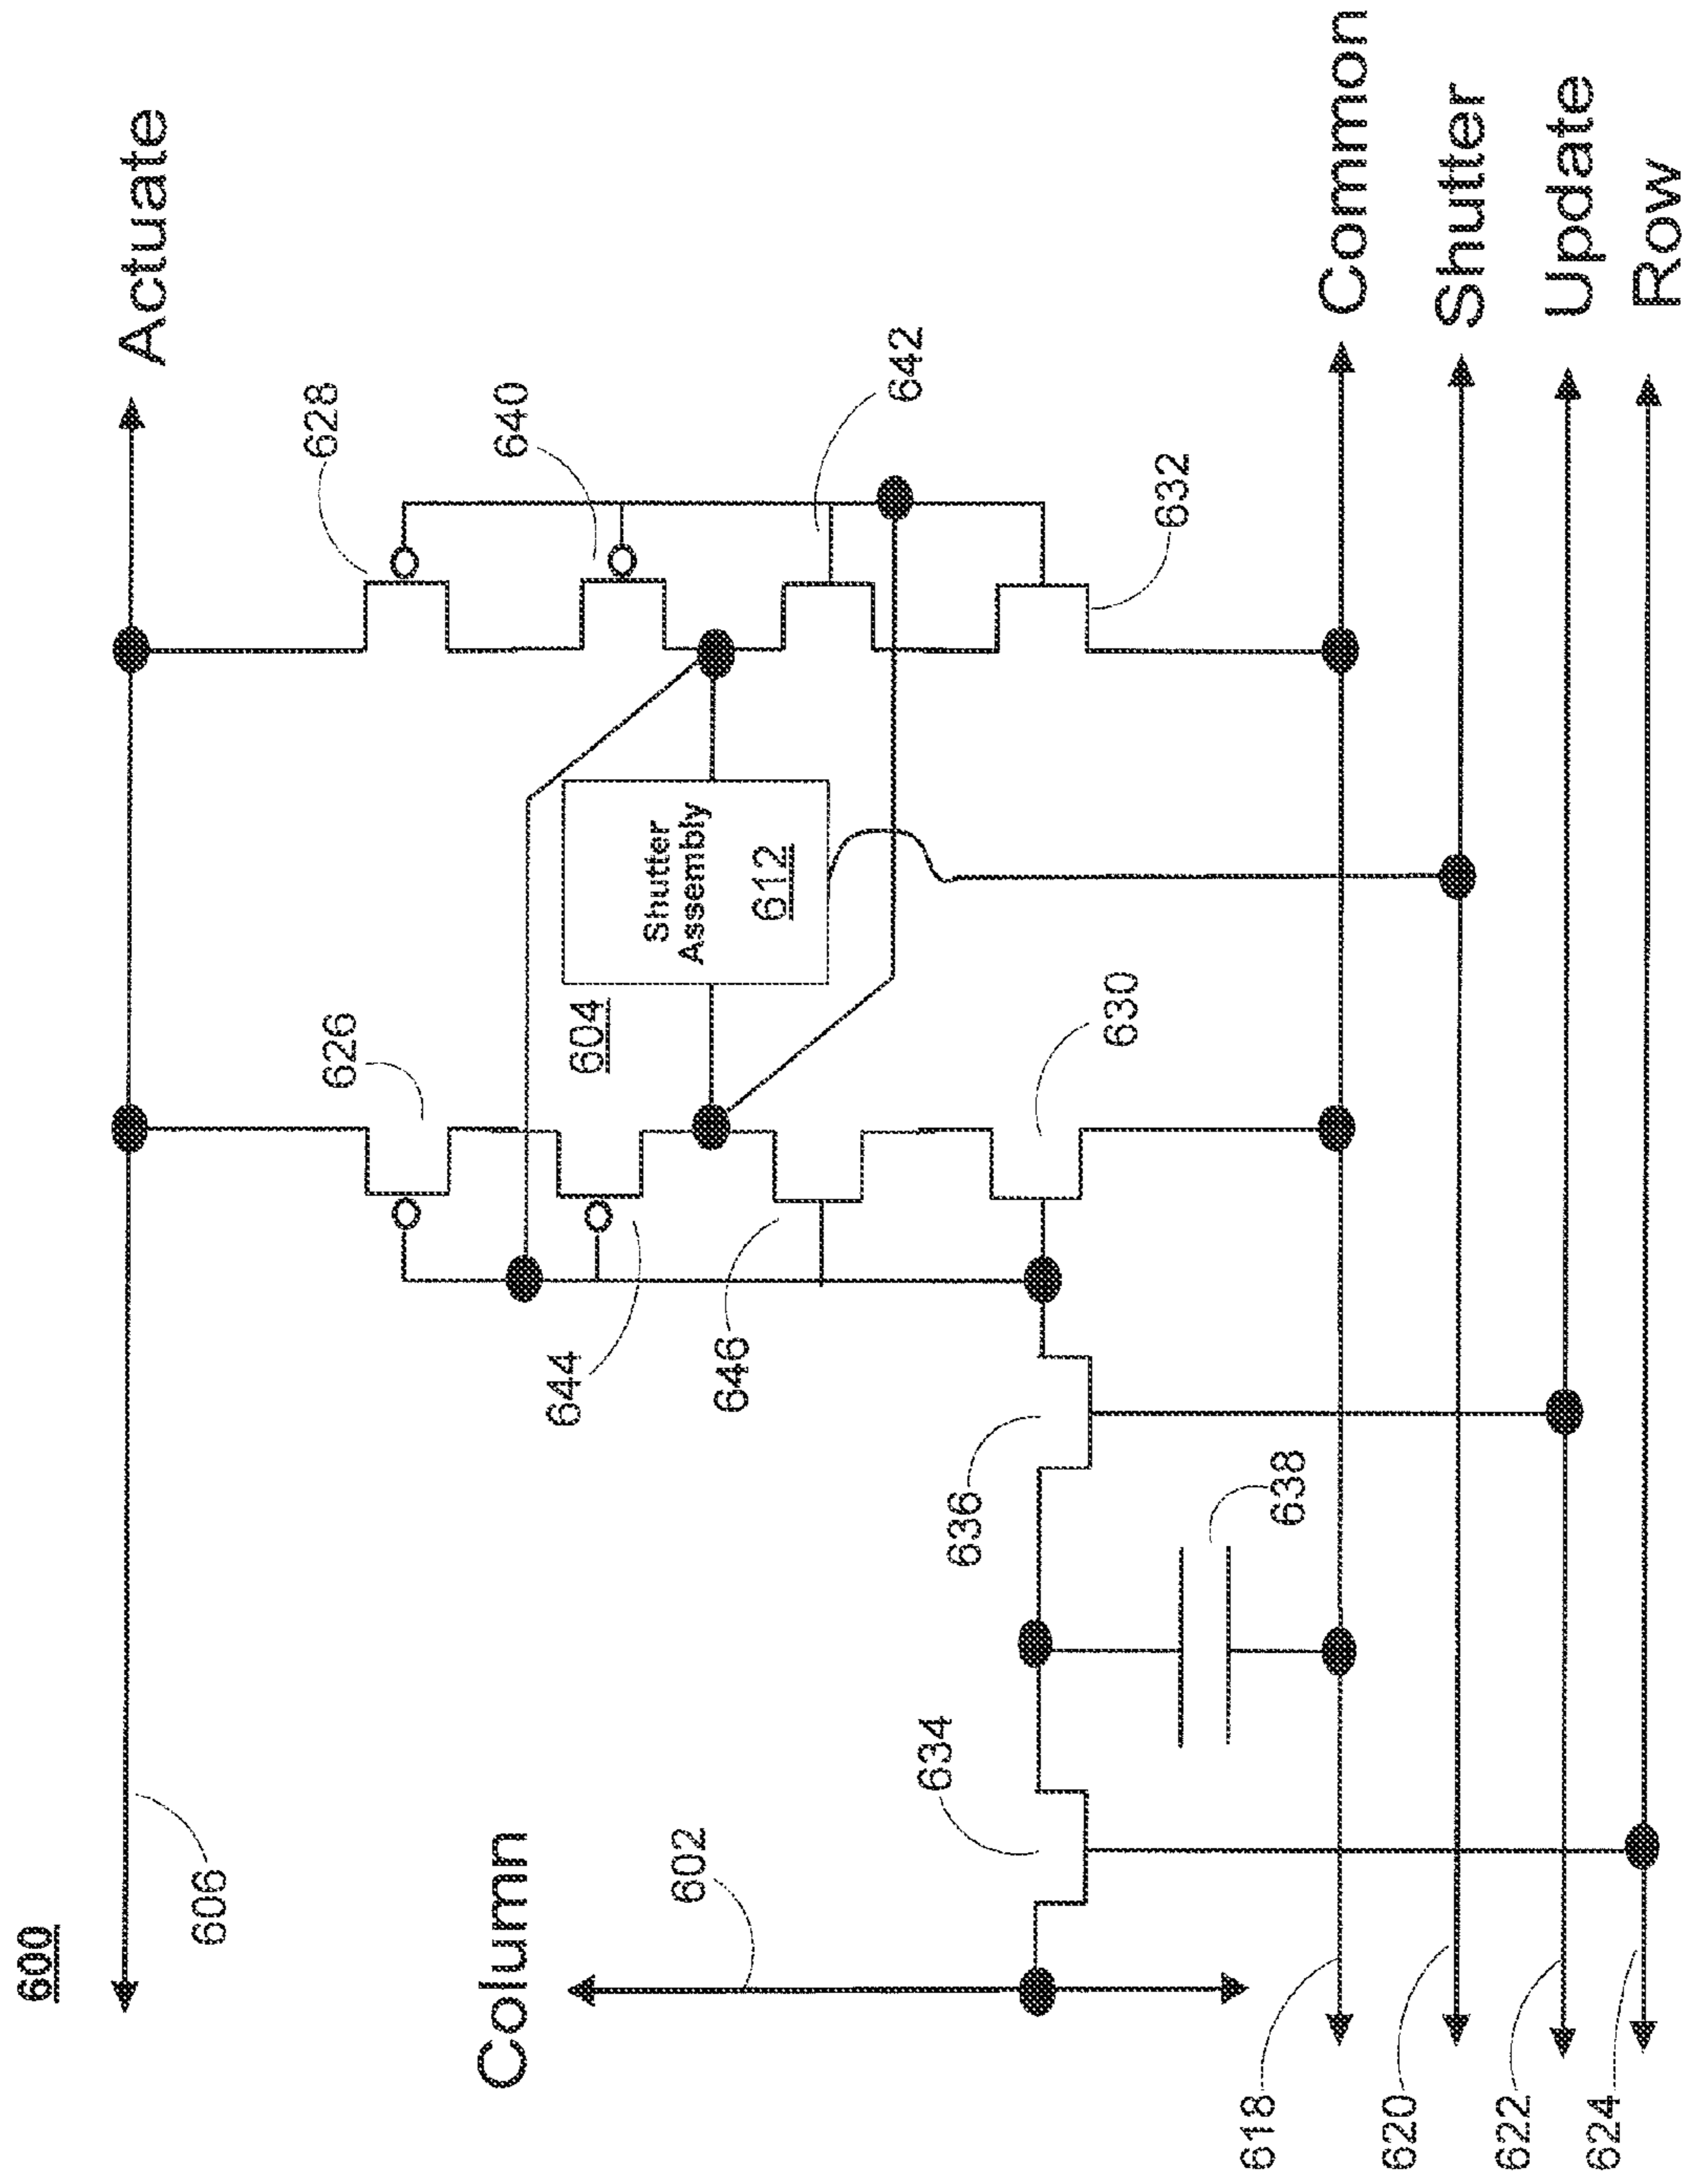 600
Actuate
606
628
626
640
604
Shutter
Assembly
612
642
644
646
630
632
Column
602
634
636
638
618
Common
620
Shutter
622
Update
624
Row